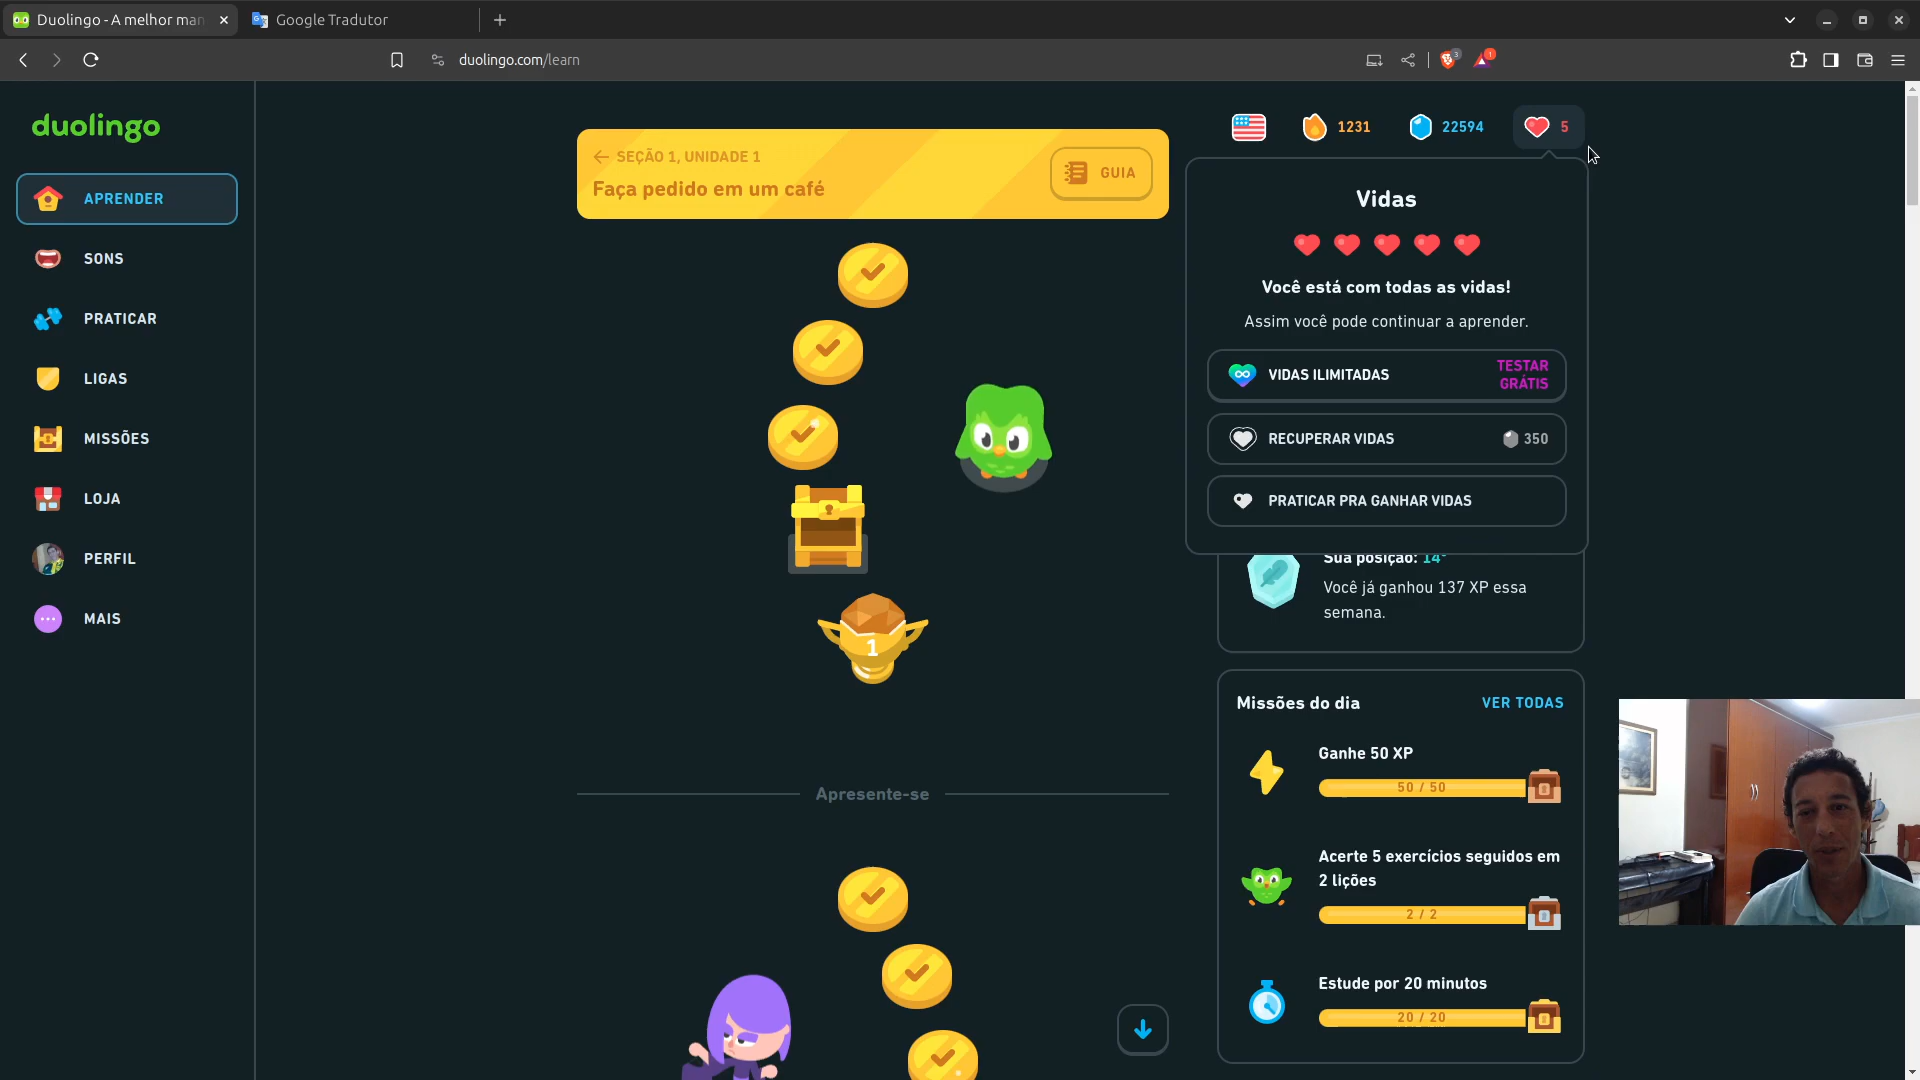 Duolingo - A melhor man
Google Tradutor
duolingo.com/learn
3
1
duolingo
APRENDER
SONS
PRATICAR
LIGAS
MISSÕES
LOJA
PERFIL
MAIS
SEÇÃO 1, UNIDADE 1
Faça pedido em um café
GUIA
1
Apresente-se
1231
22594
5
Vidas
Você está com todas as vidas!
Assim você pode continuar a aprender.
VIDAS ILIMITADAS
TESTAR
GRÁTIS
RECUPERAR VIDAS
350
PRATICAR PRA GANHAR VIDAS
Sua posição: 14º
Você já ganhou 137 XP essa
semana.
Missões do dia
VER TODAS
Ganhe 50 XP
50 / 50
Acerte 5 exercícios seguidos em
2 lições
2 / 2
Estude por 20 minutos
20 / 20